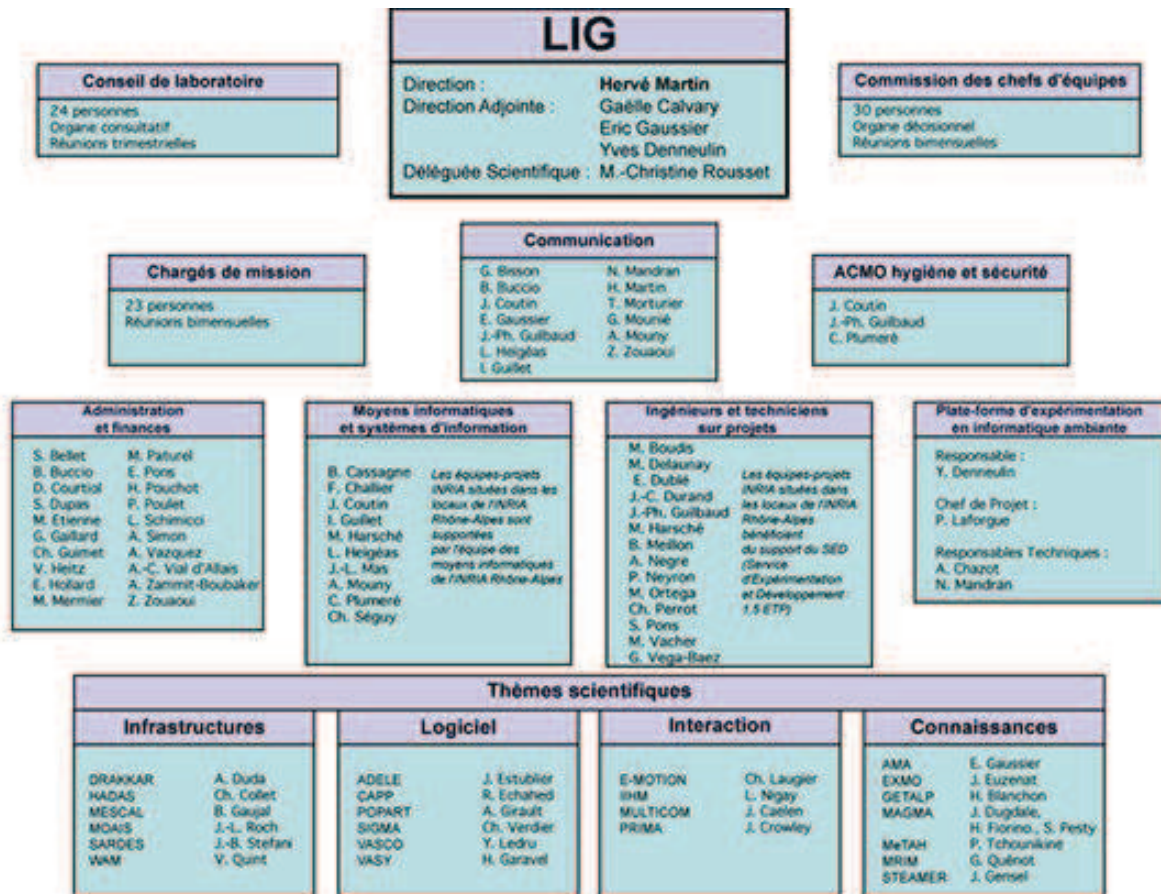 LIG
Direction : Hervé Martin
Direction Adjointe : Gaëlle Calvary
Eric Gaussier
Yves Denneulin
Déléguée Scientifique : M.-Christine Rousset
Conseil de laboratoire
24 personnes
Organe consultatif
Réunions trimestrielles
Commission des chefs d'équipes
30 personnes
Organe décisionnel
Réunions bimensuelles
Chargés de mission
23 personnes
Réunions bimensuelles
Communication
G. Bisson
B. Buccio
J. Coutin
E. Gaussier
J.-Ph. Guilbaud
L. Heigéas
I. Guillet
N. Mandran
H. Martin
T. Morturier
G. Mounié
A. Mouny
Z. Zouaoui
ACMO hygiène et sécurité
J. Coutin
J.-Ph. Guilbaud
C. Plumeré
Administration
et finances
S. Bellet
B. Buccio
D. Courtiol
S. Dupas
M. Etienne
G. Gaillard
Ch. Guimet
V. Heitz
E. Hollard
M. Mermier
M. Paturel
E. Pons
H. Pouchot
P. Poulet
L. Schimicci
A. Simon
A. Vazquez
A.-C. Vial d'Allais
A. Zammit-Boubaker
Z. Zouaoui
Moyens informatiques
et systèmes d'information
B. Cassagne
F. Challier
J. Coutin
I. Guillet
M. Harsché
L. Heigéas
J.-L. Mas
A. Mouny
C. Plumeré
Ch. Séguy
Les équipes-projets
INRIA situées dans les
locaux de l'INRIA
Rhône-Alpes sont
supportées
par l'équipe des
moyens informatiques
de l'INRIA Rhône-Alpes
Ingénieurs et techniciens
sur projets
M. Boudis
M. Delaunay
E. Dublé
J.-C. Durand
J.-Ph. Guilbaud
M. Harsché
B. Meillon
A. Negre
P. Neyron
M. Ortega
Ch. Perrot
S. Pons
M. Vacher
G. Vega-Baez
Les équipes-projets
INRIA situées dans
les locaux de l'INRIA
Rhône-Alpes
bénéficient
du support du SED
(Service
d'Expérimentation
et Développement :
1,5 ETP)
Plate-forme d'expérimentation
en informatique ambiante
Responsable :
Y. Denneulin
Chef de Projet :
P. Laforgue
Responsables Techniques :
A. Chazot
N. Mandran
Thèmes scientifiques
Infrastructures
DRAKKAR A. Duda
HADAS Ch. Collet
MESCAL B. Gaujal
MOAIS J.-L. Roch
SARDES J.-B. Stefani
WAM V. Quint
Logiciel
ADELE J. Estublier
CAPP R. Echahed
POPART A. Girault
SIGMA Ch. Verdier
VASCO Y. Ledru
VASY H. Garavel
Interaction
E-MOTION Ch. Laugier
IIHM L. Nigay
MULTICOM J. Caelen
PRIMA J. Crowley
Connaissances
AMA E. Gaussier
EXMO J. Euzenat
GETALP H. Blanchon
MAGMA J. Dugdale,
H. Fiorino., S. Pesty
MeTAH P. Tchounikine
MRIM G. Quénot
STEAMER J. Gensel